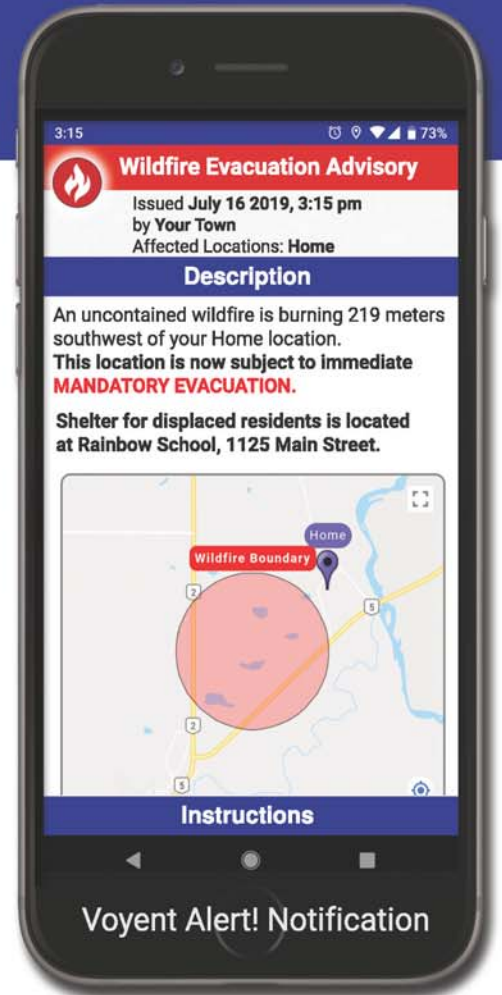 3:15
73%
Wildfire Evacuation Advisory
Issued July 16 2019, 3:15 pm
by Your Town
Affected Locations: Home
Description
An uncontained wildfire is burning 219 meters
southwest of your Home location.
This location is now subject to immediate
MANDATORY EVACUATION.
Shelter for displaced residents is located
at Rainbow School, 1125 Main Street.
Home
Wildfire Boundary
2
5
2
5
Instructions
Voyent Alert! Notification